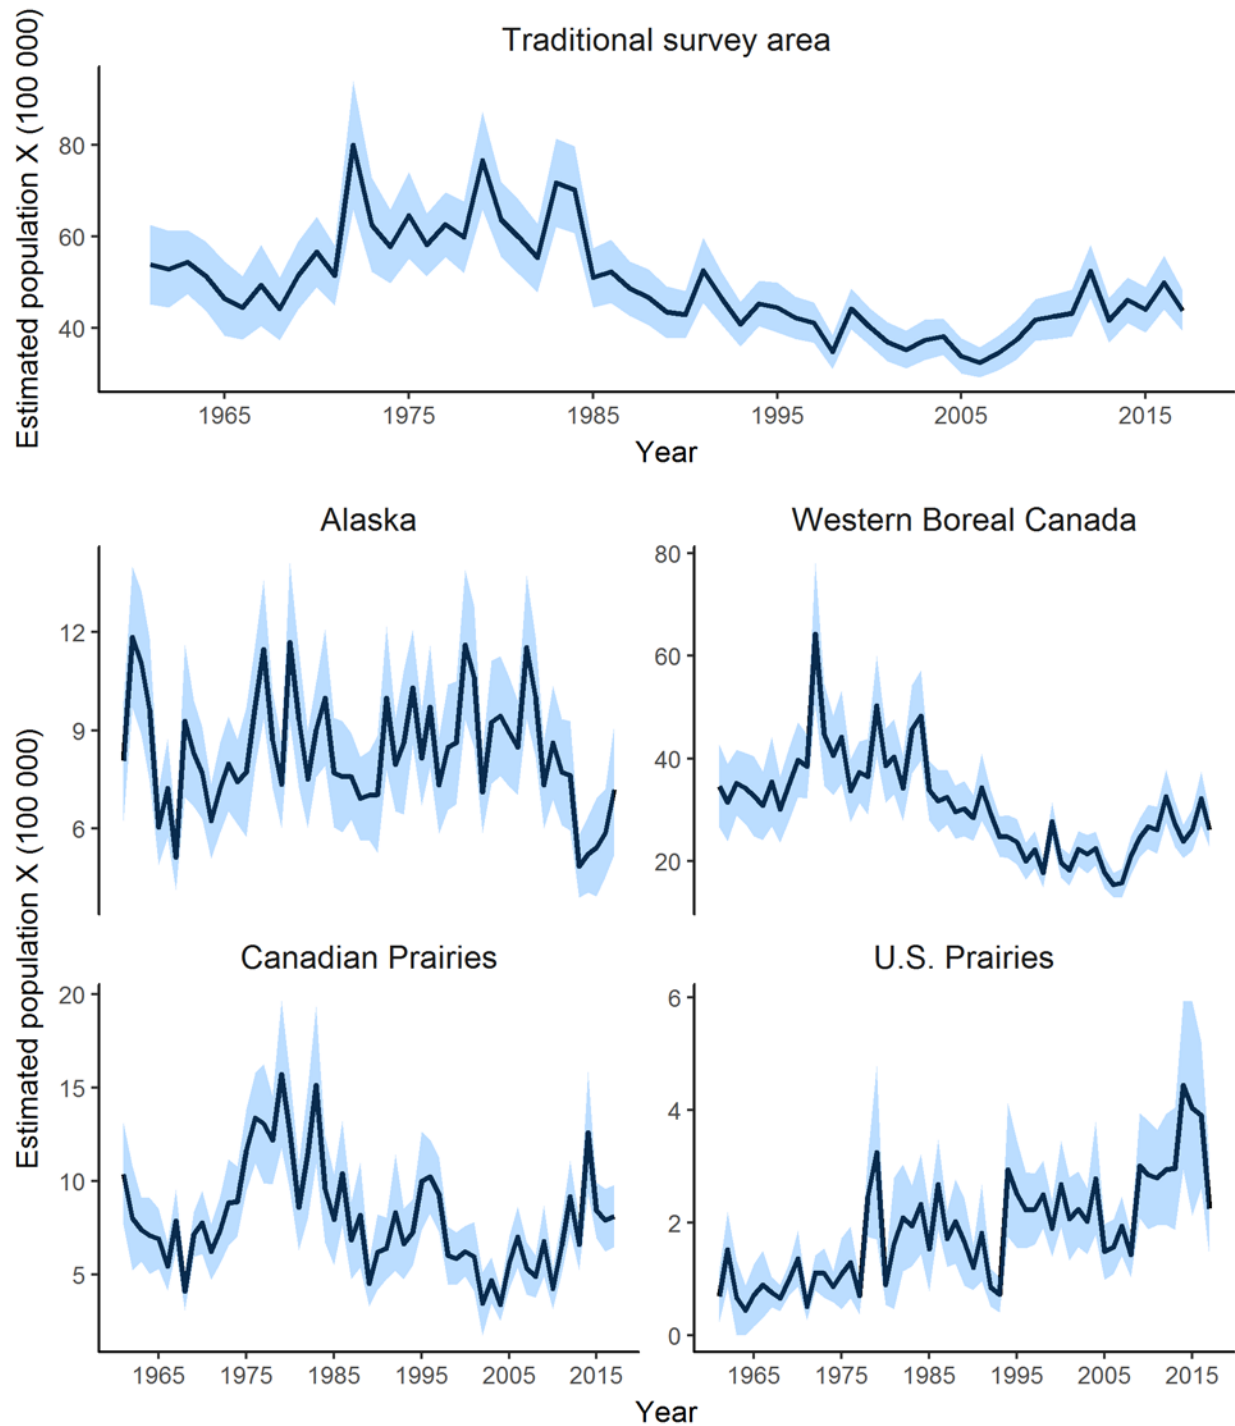 Traditional survey area
Estimated population X (100 000)
80
60
40
1965 1975 1985 1995 2005 2015
Year
Alaska
Western Boreal Canada
Estimated population X (100 000)
12
9
6
80
60
40
20
Canadian Prairies
U.S. Prairies
20
15
10
5
6
4
2
0
1965 1975 1985 1995 2005 2015
1965 1975 1985 1995 2005 2015
Year